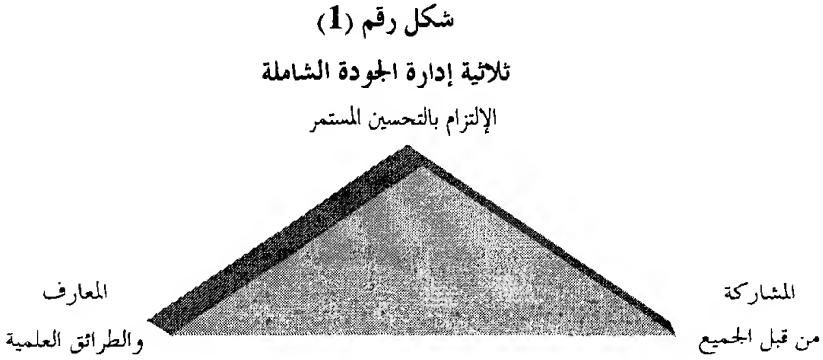 شكل رقم (1)
ثلاثية إدارة الجودة الشاملة
الإلتزام بالتحسين المستمر
المشاركة
من قبل الجميع
المعارف
والطرائق العلمية